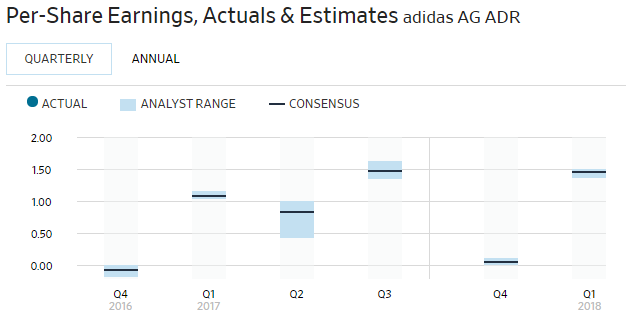 Per-Share Earnings, Actuals & Estimates adidas AG ADR
QUARTERLY ANNUAL
ACTUAL ANALYST RANGE CONSENSUS
2.00
1.50
1.00
0.50
0.00
Q4 Q1 Q2 Q3 Q4 Q1
2016 2017 2018